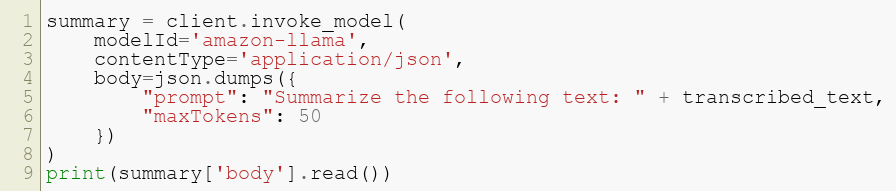 1 summary = client.invoke_model(
2     modelId='amazon-llama',
3     contentType='application/json',
4     body=json.dumps({
5         "prompt": "Summarize the following text: " + transcribed_text,
6         "maxTokens": 50
7     })
8 )
9 print(summary['body'].read())